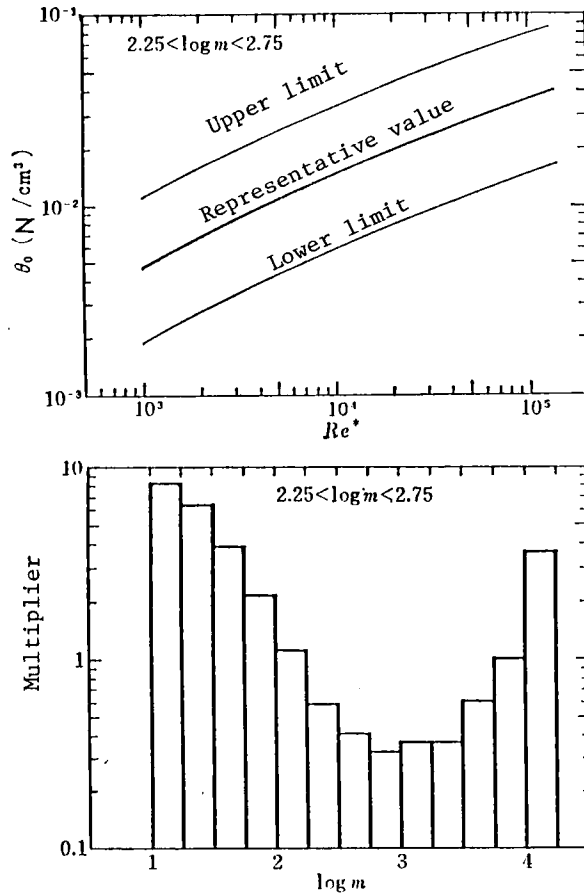 10⁻¹
2.25<log m<2.75
Upper limit
Representative value
10⁻²
Lower limit
θ₀ (N/cm³)
10⁻³
10³
10⁴
10⁵
Re*
10
2.25<log m<2.75
Multiplier
1
0.1
1
2
3
4
log m